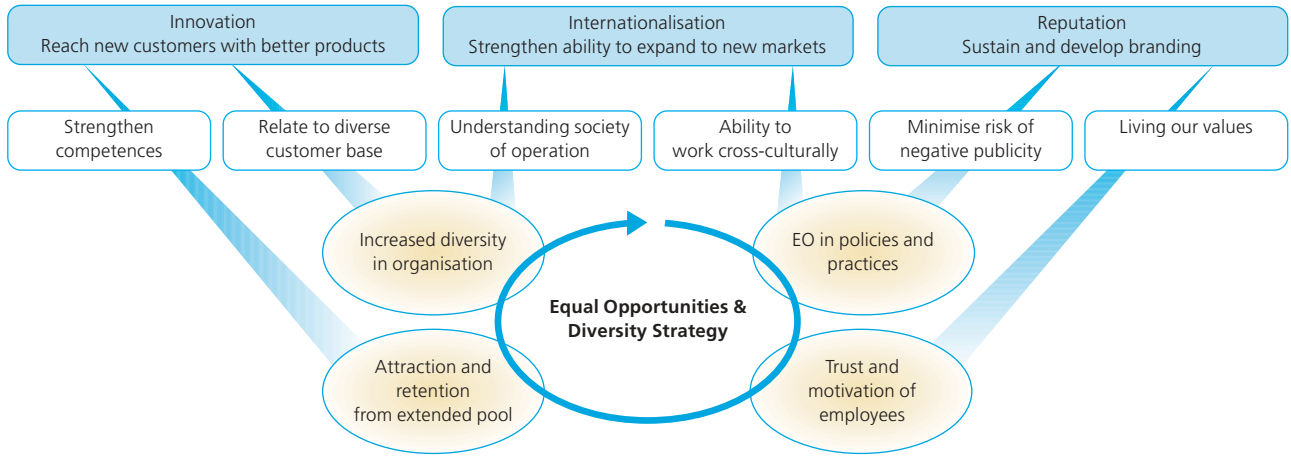 Innovation
Reach new customers with better products
Internationalisation
Strengthen ability to expand to new markets
Reputation
Sustain and develop branding
Strengthen
competences
Relate to diverse
customer base
Understanding society
of operation
Ability to
work cross-culturally
Minimise risk of
negative publicity
Living our values
Increased diversity
in organisation
EO in policies and
practices
Equal Opportunities &
Diversity Strategy
Attraction and
retention
from extended pool
Trust and
motivation of
employees